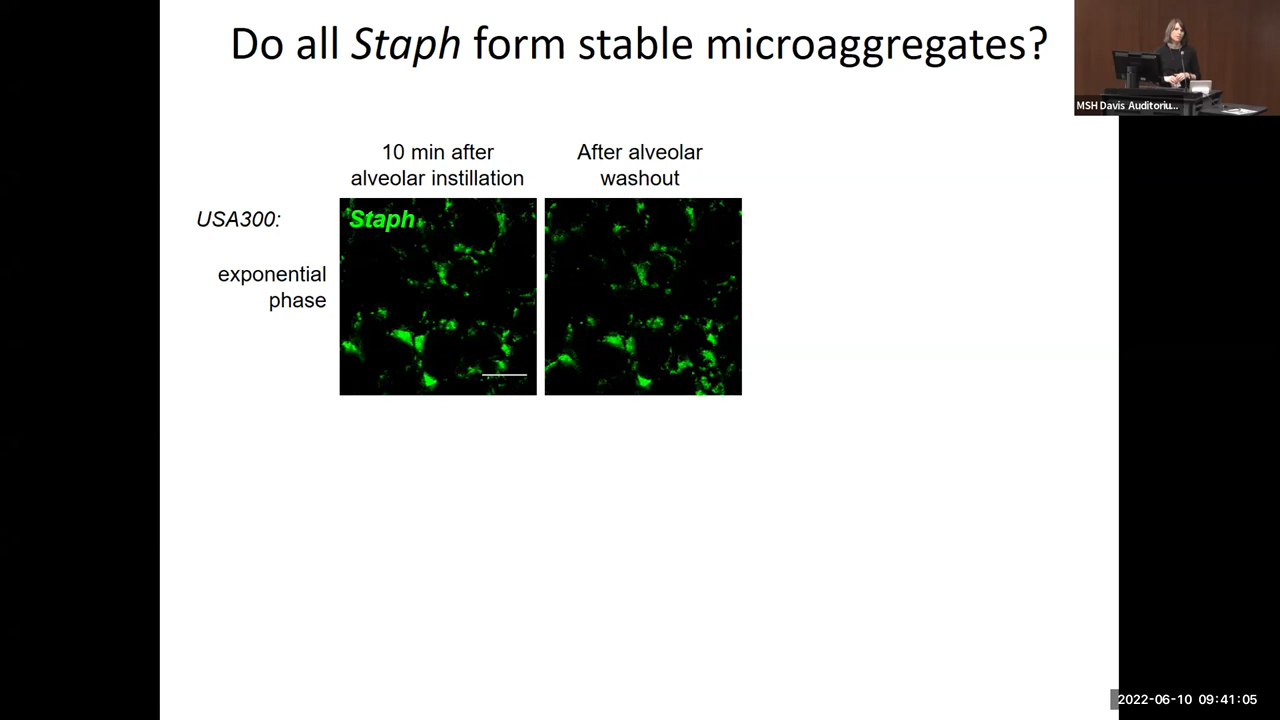 Do all Staph form stable microaggregates?
MSH Davis Auditoriu...
10 min after
alveolar instillation
After alveolar
washout
USA300:
Staph
exponential
phase
2022-06-10 09:41:05